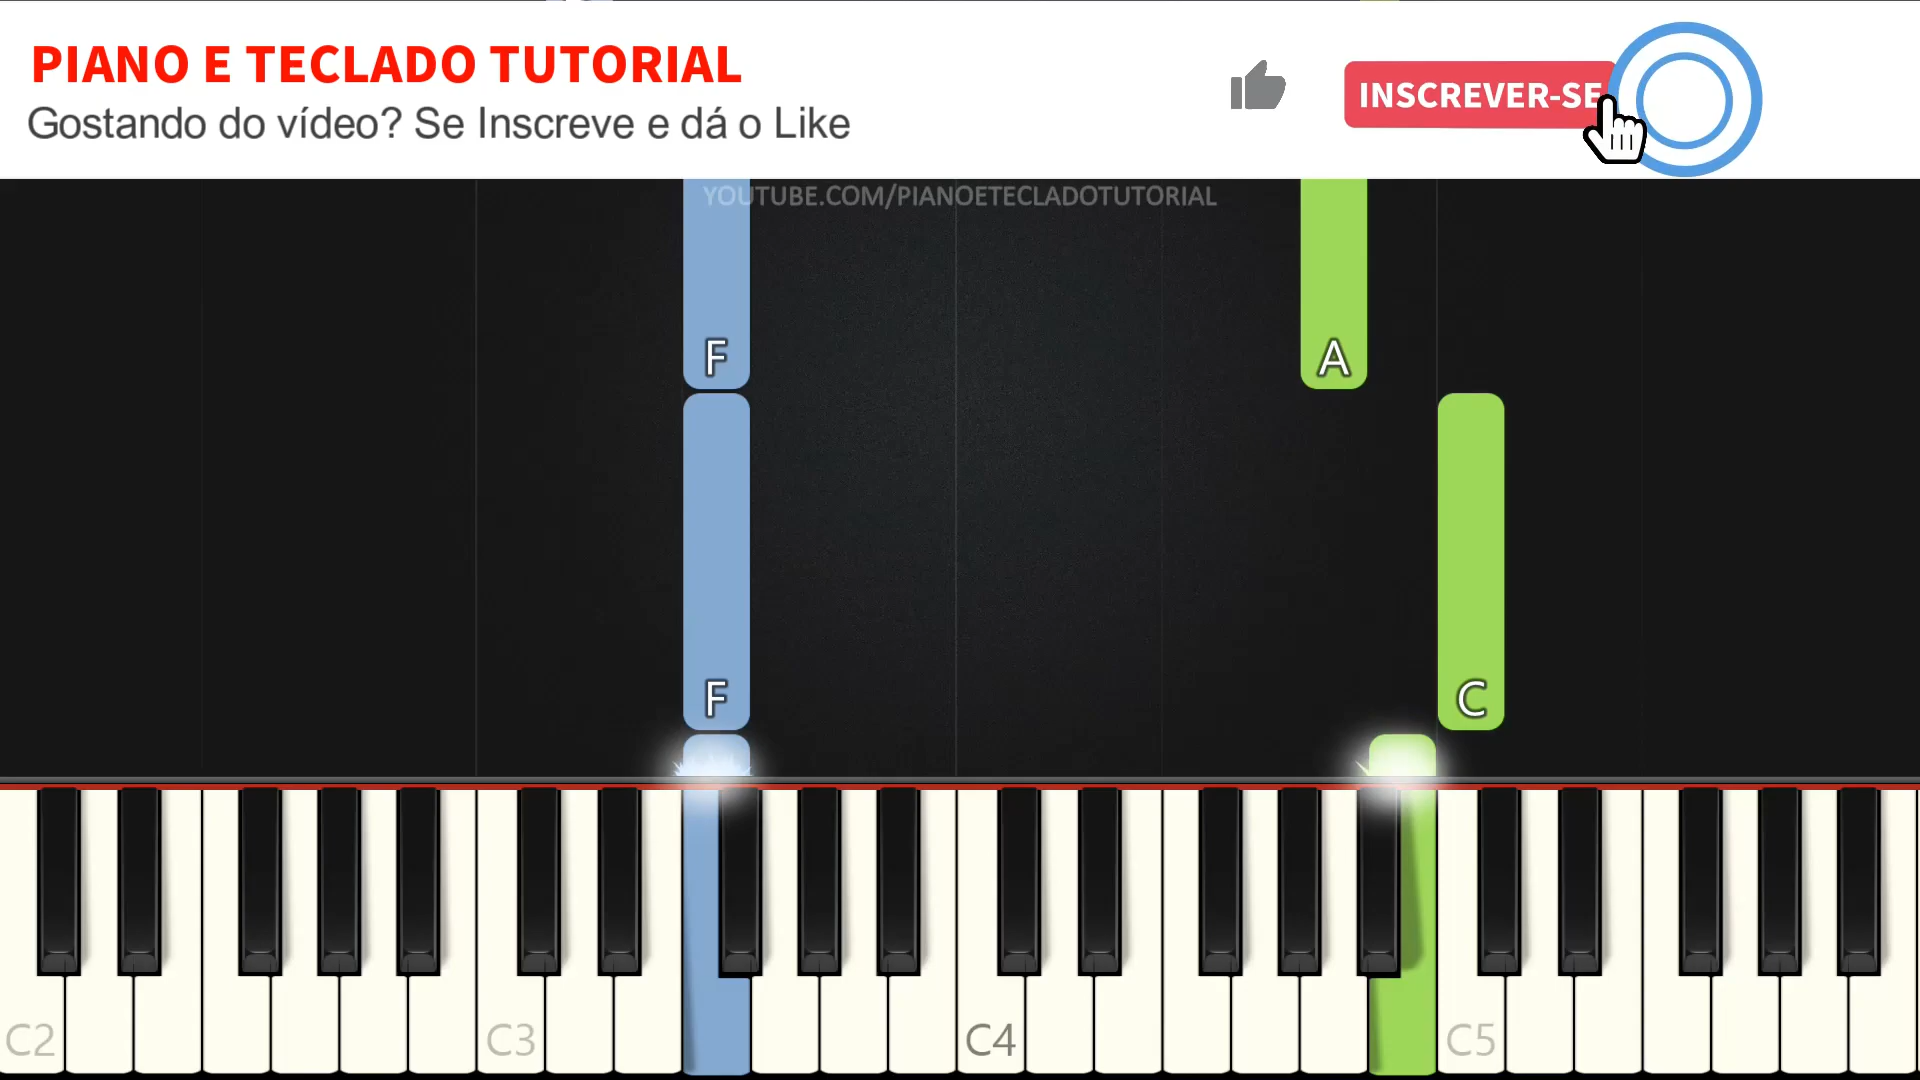 PIANO E TECLADO TUTORIAL
Gostando do vídeo? Se Inscreve e dá o Like
INSCREVER-SE
YOUTUBE.COM/PIANOETECLADOTUTORIAL
F A
F C
C2 C3 C4 C5